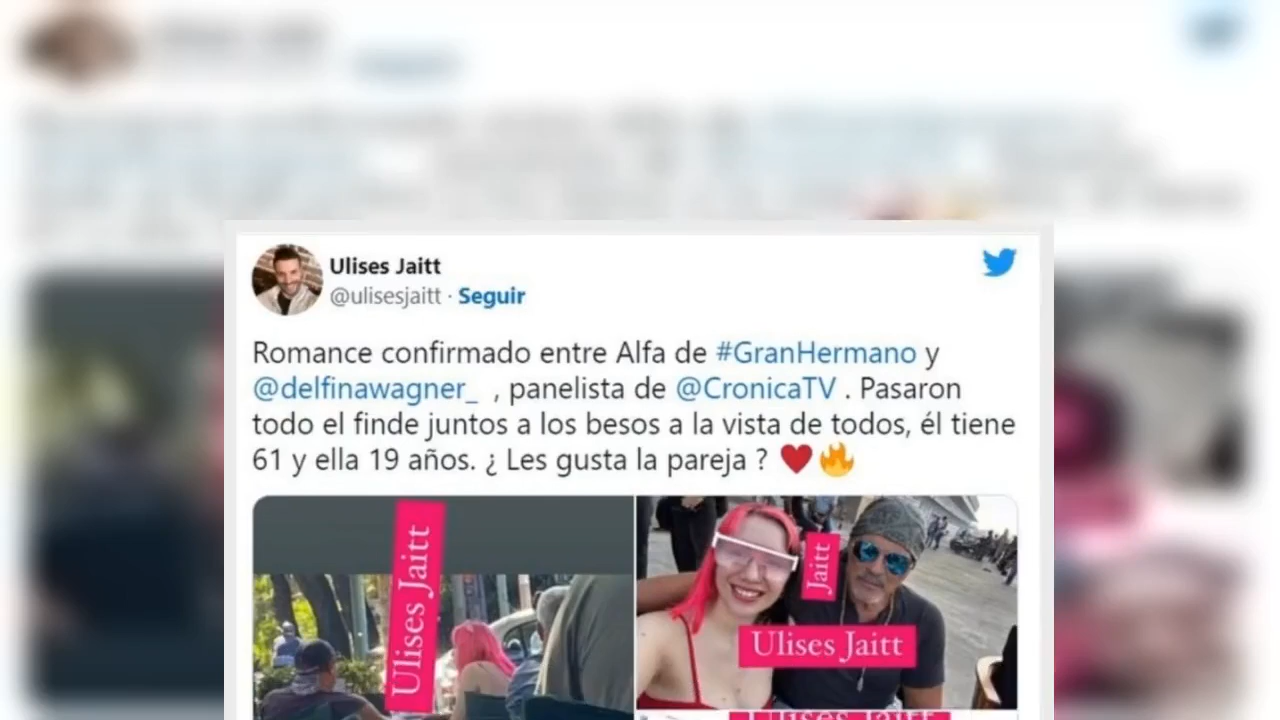 Ulises Jaitt
@ulisesjaitt · Seguir
Romance confirmado entre Alfa de #GranHermano y
@delfinawagner_ , panelista de @CronicaTV . Pasaron
todo el finde juntos a los besos a la vista de todos, él tiene
61 y ella 19 años. ¿ Les gusta la pareja ? ❤️🔥
Ulises Jaitt
Jaitt
Ulises Jaitt
Ulises Jaitt